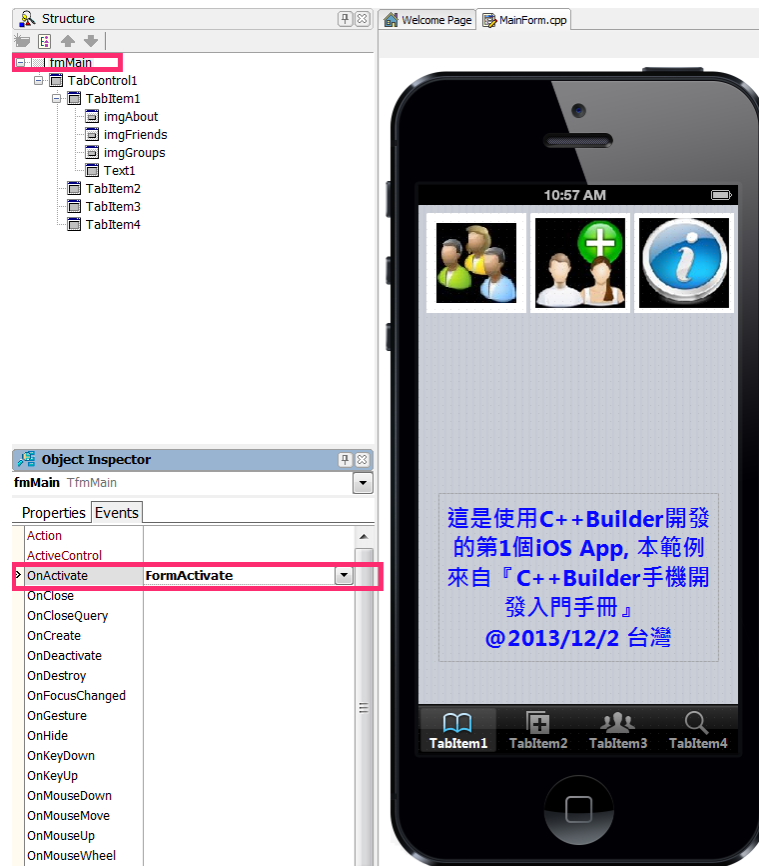 Structure
fmMain
TabControl1
TabItem1
imgAbout
imgFriends
imgGroups
Text1
TabItem2
TabItem3
TabItem4
Object Inspector
fmMain TfmMain
Properties Events
Action
ActiveControl
OnActivate FormActivate
OnClose
OnCloseQuery
OnCreate
OnDeactivate
OnDestroy
OnFocusChanged
OnGesture
OnHide
OnKeyDown
OnKeyUp
OnMouseDown
OnMouseMove
OnMouseUp
OnMouseWheel
Welcome Page MainForm.cpp
10:57 AM
這是使用C++Builder開發
的第1個iOS App, 本範例
來自『C++Builder手機開
發入門手冊』
@2013/12/2 台灣
TabItem1 TabItem2 TabItem3 TabItem4